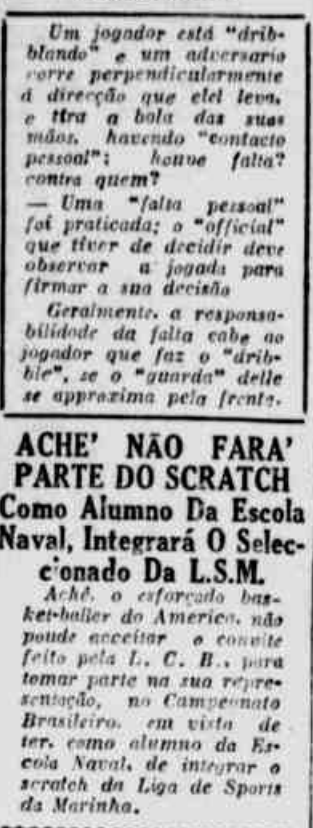 Um jogador está "drib-
blando" e um adversario
corre perpendicularmente
á direcção que elel leva,
e tira a bola das suas
mãos, havendo "contacto
pessoal"; houve falta?
contra quem?
— Uma "falta pessoal"
foi praticada; o "official"
que tiver de decidir deve
observar a jogada para
firmar a sua decisão
Geralmente, a responsa-
bilidade da falta cabe ao
jogador que faz o "drib-
ble", se o "guarda" delle
se approxima pela frente.
ACHE' NÃO FARA'
PARTE DO SCRATCH
Como Alumno Da Escola
Naval, Integrará O Selec-
cionado Da L.S.M.
Aché, o esforçado bas-
ket-baller do America, não
poude acceitar o convite
feito pela L. C. B., para
tomar parte na sua repre-
sentação, no Campeonato
Brasileiro, em vista de
ter, como alumno da Es-
cola Naval, de integrar o
scratch da Liga de Sports
da Marinha.